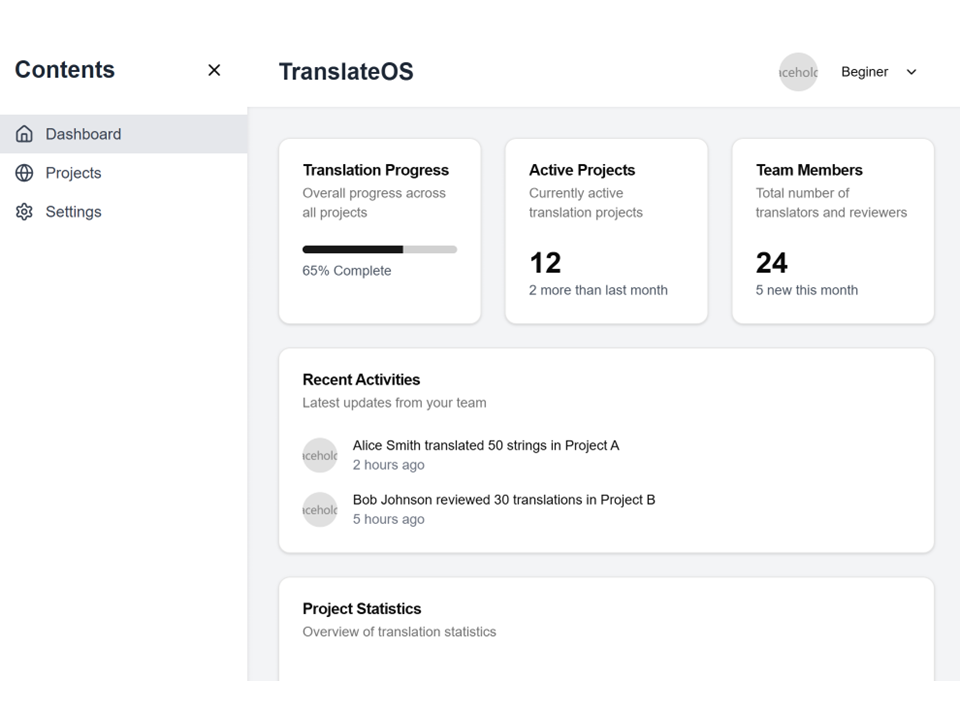 Contents
Dashboard
Projects
Settings
TranslateOS
Beginer
Translation Progress
Overall progress across
all projects
65% Complete
Active Projects
Currently active
translation projects
12
2 more than last month
Team Members
Total number of
translators and reviewers
24
5 new this month
Recent Activities
Latest updates from your team
Alice Smith translated 50 strings in Project A
2 hours ago
Bob Johnson reviewed 30 translations in Project B
5 hours ago
Project Statistics
Overview of translation statistics